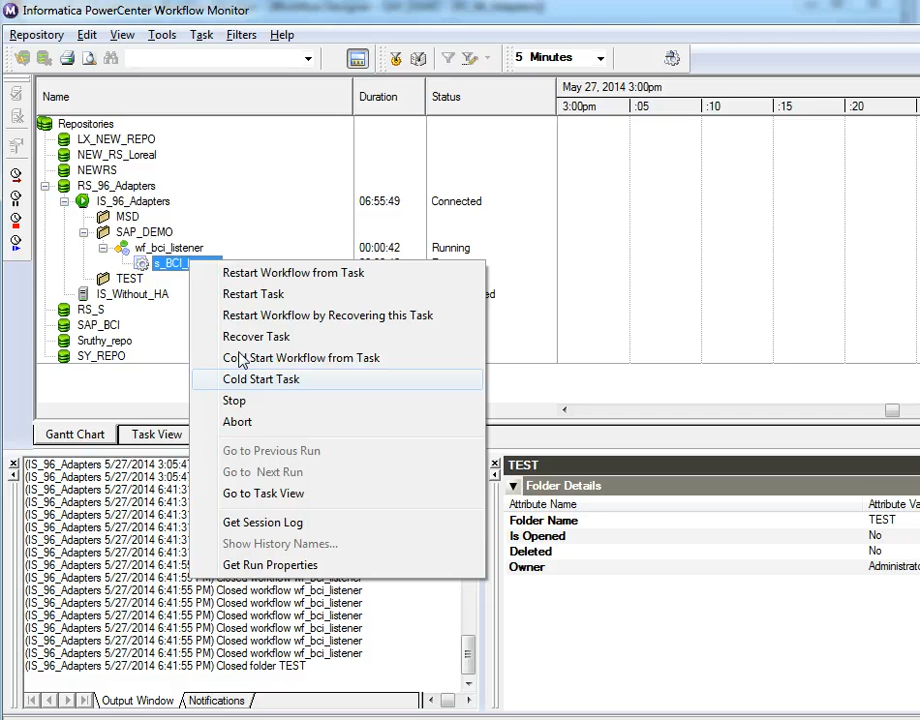 Informatica PowerCenter Workflow Monitor
Repository Edit View Tools Task Filters Help
5 Minutes
Name Duration Status May 27, 2014 3:00pm
3:00pm :05 :10 :15 :20
Repositories
LX_NEW_REPO
NEW_RS_Loreal
NEWRS
RS_96_Adapters
IS_96_Adapters 06:55:49 Connected
MSD
SAP_DEMO
wf_bci_listener 00:00:42 Running
s_BCI_
TEST
IS_Without_HA
RS_S
SAP_BCI
Sruthy_repo
SY_REPO
Restart Workflow from Task
Restart Task
Restart Workflow by Recovering this Task
Recover Task
Cold Start Workflow from Task
Cold Start Task
Stop
Abort
Go to Previous Run
Go to Next Run
Go to Task View
Get Session Log
Show History Names...
Get Run Properties
Gantt Chart Task View
(IS_96_Adapters 5/27/2014 3:05:4
(IS_96_Adapters 5/27/2014 3:05:4
(IS_96_Adapters 5/27/2014 6:41:3
(IS_96_Adapters 5/27/2014 6:41:3
(IS_96_Adapters 5/27/2014 6:41:3
(IS_96_Adapters 5/27/2014 6:41:3
(IS_96_Adapters 5/27/2014 6:41:5
(IS_96_Adapters 5/27/2014 6:41:5
(IS_96_Adapters 5/27/2014 6:41:5
(IS_96_Adapters 5/27/2014 6:41:55 PM) Closed workflow wf_bci_listener
(IS_96_Adapters 5/27/2014 6:41:55 PM) Closed workflow wf_bci_listener
(IS_96_Adapters 5/27/2014 6:41:55 PM) Closed workflow wf_bci_listener
(IS_96_Adapters 5/27/2014 6:41:55 PM) Closed workflow wf_bci_listener
(IS_96_Adapters 5/27/2014 6:41:55 PM) Closed workflow wf_bci_listener
(IS_96_Adapters 5/27/2014 6:41:55 PM) Closed workflow wf_bci_listener
(IS_96_Adapters 5/27/2014 6:41:55 PM) Closed folder TEST
Output Window Notifications
TEST
Folder Details
Attribute Name Attribute Va
Folder Name TEST
Is Opened No
Deleted No
Owner Administrato